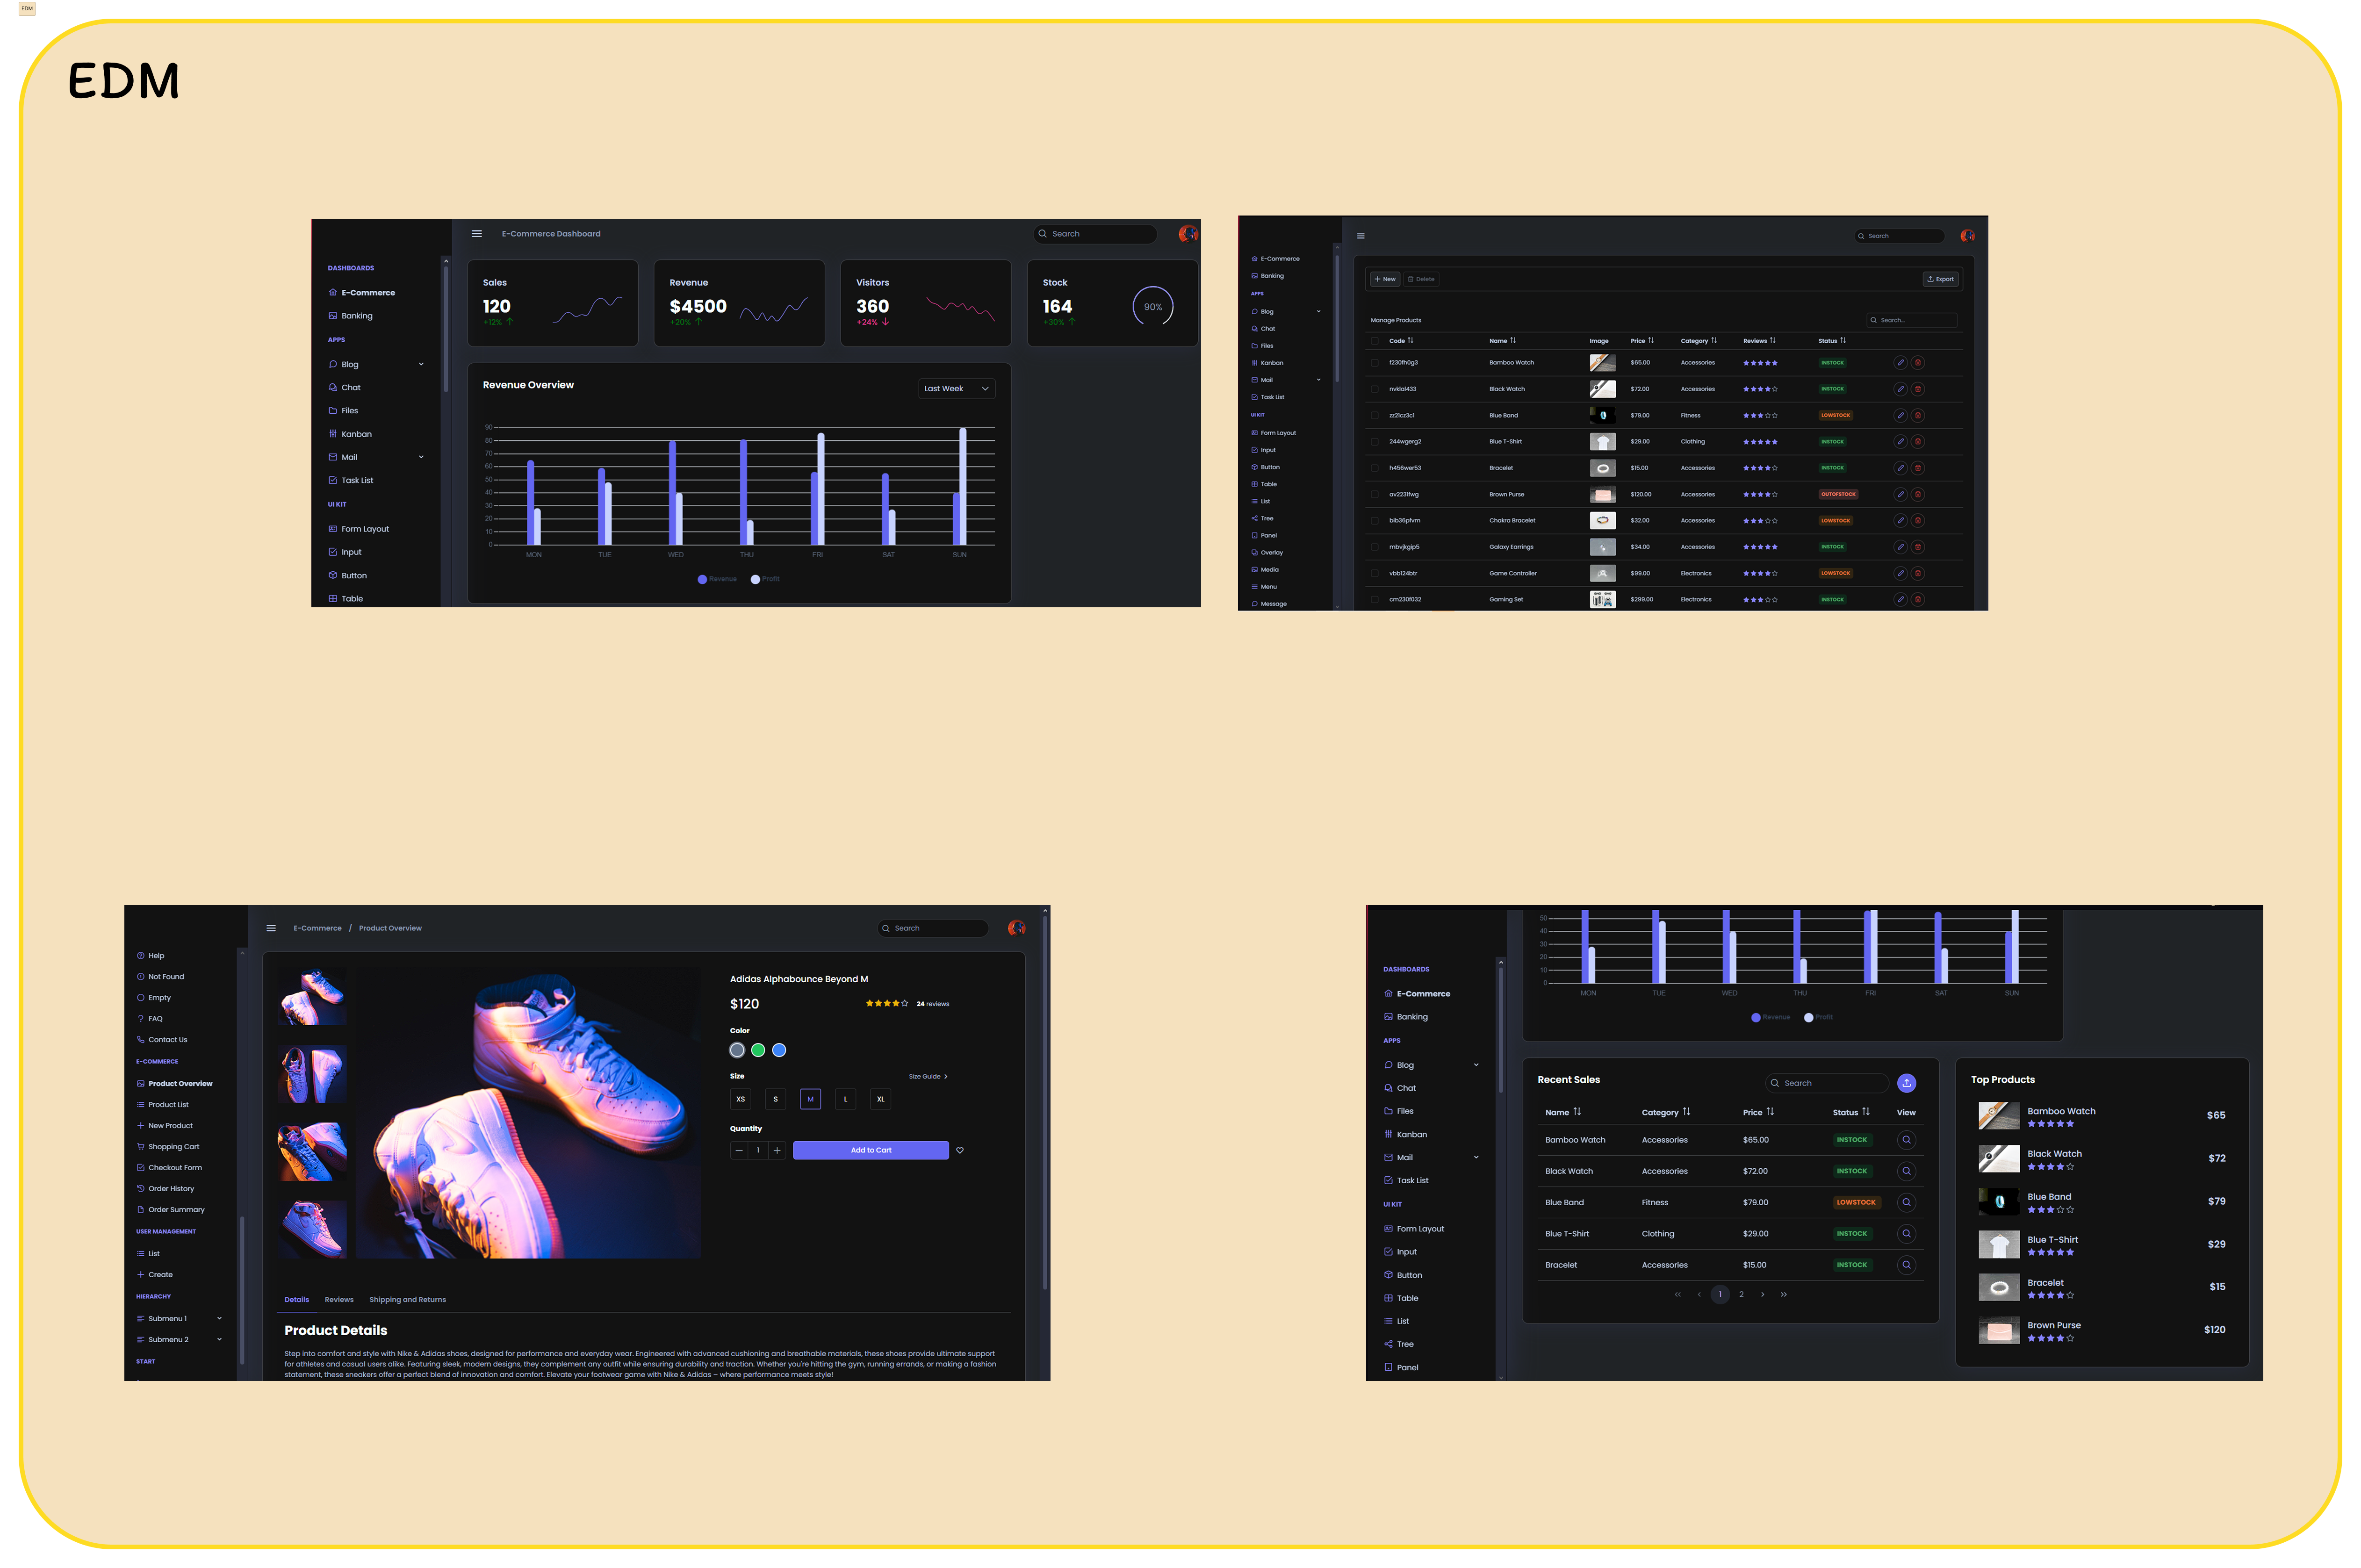 EDM
EDM
E-Commerce Dashboard
Search
DASHBOARDS
E-Commerce
Banking
APPS
Blog
Chat
Files
Kanban
Mail
Task List
UI KIT
Form Layout
Input
Button
Table
Sales
120
+12%
Revenue
$4500
+20%
Visitors
360
+24%
Stock
164
+30%
90%
Revenue Overview
Last Week
90
80
70
60
50
40
30
20
10
0
MON TUE WED THU FRI SAT SUN
Revenue Profit
Search
E-Commerce
Banking
APPS
Blog
Chat
Files
Kanban
Mail
Task List
UI KIT
Form Layout
Input
Button
Table
List
Tree
Panel
Overlay
Media
Menu
Message
New Delete Export
Manage Products Search...
Code Name Image Price Category Reviews Status
f230fh0g3 Bamboo Watch $65.00 Accessories INSTOCK
nvklal433 Black Watch $72.00 Accessories INSTOCK
zz21cz3c1 Blue Band $79.00 Fitness LOWSTOCK
244wgerg2 Blue T-Shirt $29.00 Clothing INSTOCK
h456wer53 Bracelet $15.00 Accessories INSTOCK
av2231fwg Brown Purse $120.00 Accessories OUTOFSTOCK
bib36pfvm Chakra Bracelet $32.00 Accessories LOWSTOCK
mbvjkgip5 Galaxy Earrings $34.00 Accessories INSTOCK
vbb124btr Game Controller $99.00 Electronics LOWSTOCK
cm230f032 Gaming Set $299.00 Electronics INSTOCK
E-Commerce / Product Overview
Search
Help
Not Found
Empty
FAQ
Contact Us
E-COMMERCE
Product Overview
Product List
New Product
Shopping Cart
Checkout Form
Order History
Order Summary
USER MANAGEMENT
List
Create
HIERARCHY
Submenu 1
Submenu 2
START
Adidas Alphabounce Beyond M
$120 24 reviews
Color
Size Size Guide
XS S M L XL
Quantity
1 Add to Cart
Details Reviews Shipping and Returns
Product Details
Step into comfort and style with Nike & Adidas shoes, designed for performance and everyday wear. Engineered with advanced cushioning and breathable materials, these shoes provide ultimate support
for athletes and casual users alike. Featuring sleek, modern designs, they complement any outfit while ensuring durability and traction. Whether you're hitting the gym, running errands, or making a fashion
statement, these sneakers offer a perfect blend of innovation and comfort. Elevate your footwear game with Nike & Adidas – where performance meets style!
DASHBOARDS
E-Commerce
Banking
APPS
Blog
Chat
Files
Kanban
Mail
Task List
UI KIT
Form Layout
Input
Button
Table
List
Tree
Panel
50
40
30
20
10
0
MON TUE WED THU FRI SAT SUN
Revenue Profit
Recent Sales Search
Name Category Price Status View
Bamboo Watch Accessories $65.00 INSTOCK
Black Watch Accessories $72.00 INSTOCK
Blue Band Fitness $79.00 LOWSTOCK
Blue T-Shirt Clothing $29.00 INSTOCK
Bracelet Accessories $15.00 INSTOCK
1 2
Top Products
Bamboo Watch $65
Black Watch $72
Blue Band $79
Blue T-Shirt $29
Bracelet $15
Brown Purse $120